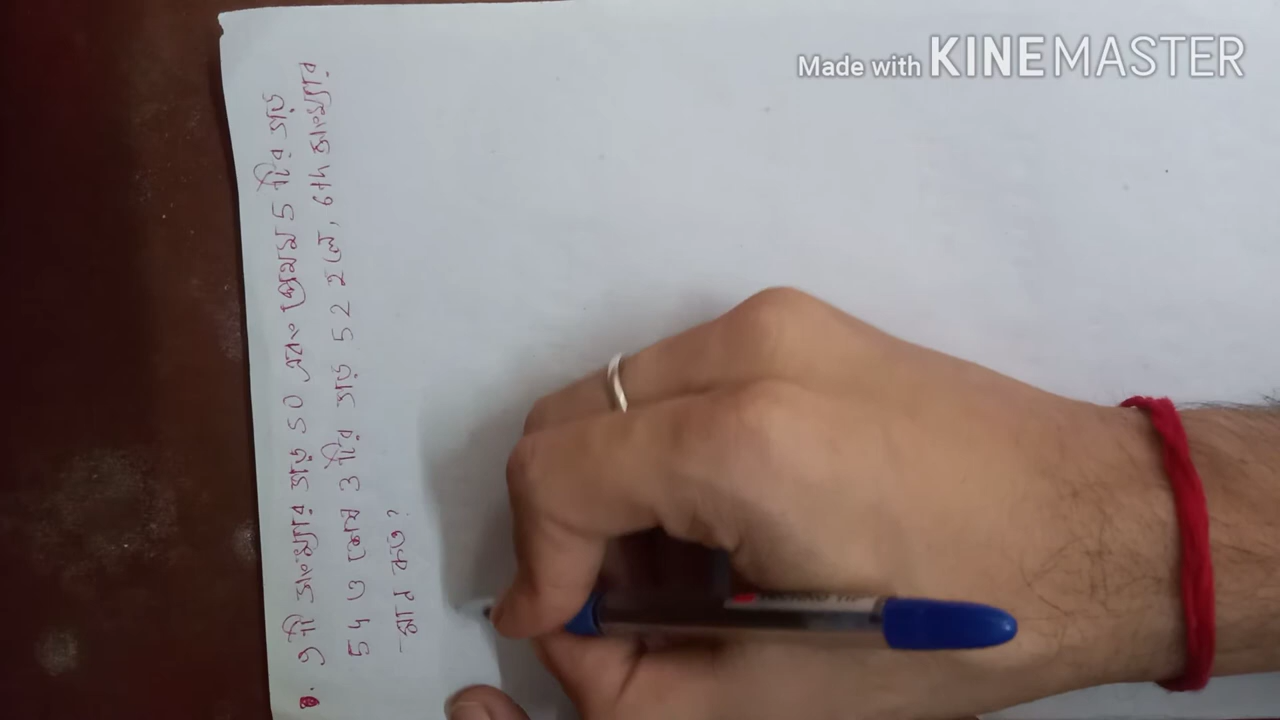 ৭ টি সংখ্যার গড় 50 এবং প্রথম 5 টির গড়
54 ও শেষ 3 টির গড় 52 হলে, 6th সংখ্যার
মান কত?
Made with KINEMASTER